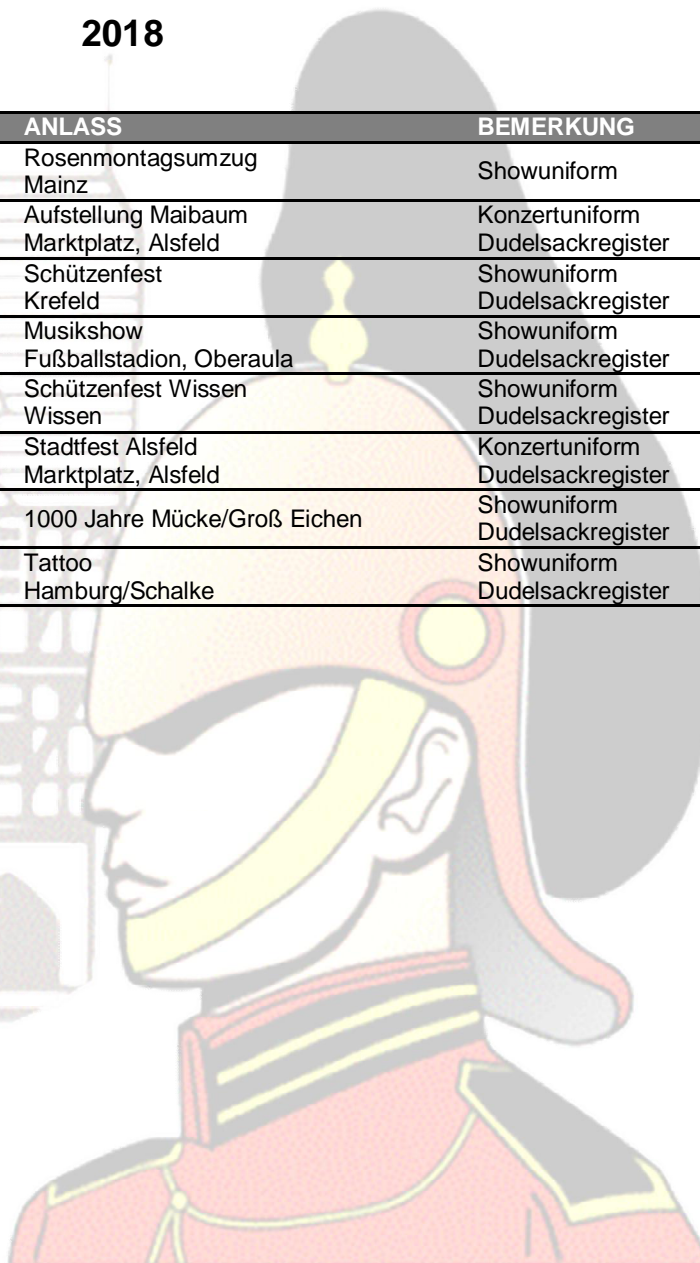 2018
ANLASS BEMERKUNG
Rosenmontagsumzug
Mainz
Showuniform
Aufstellung Maibaum Konzertuniform
Marktplatz, Alsfeld Dudelsackregister
Schützenfest Showuniform
Krefeld Dudelsackregister
Musikshow Showuniform
Fußballstadion, Oberaula Dudelsackregister
Schützenfest Wissen Showuniform
Wissen Dudelsackregister
Stadtfest Alsfeld Konzertuniform
Marktplatz, Alsfeld Dudelsackregister
1000 Jahre Mücke/Groß Eichen
Showuniform
Dudelsackregister
Tattoo Showuniform
Hamburg/Schalke Dudelsackregister